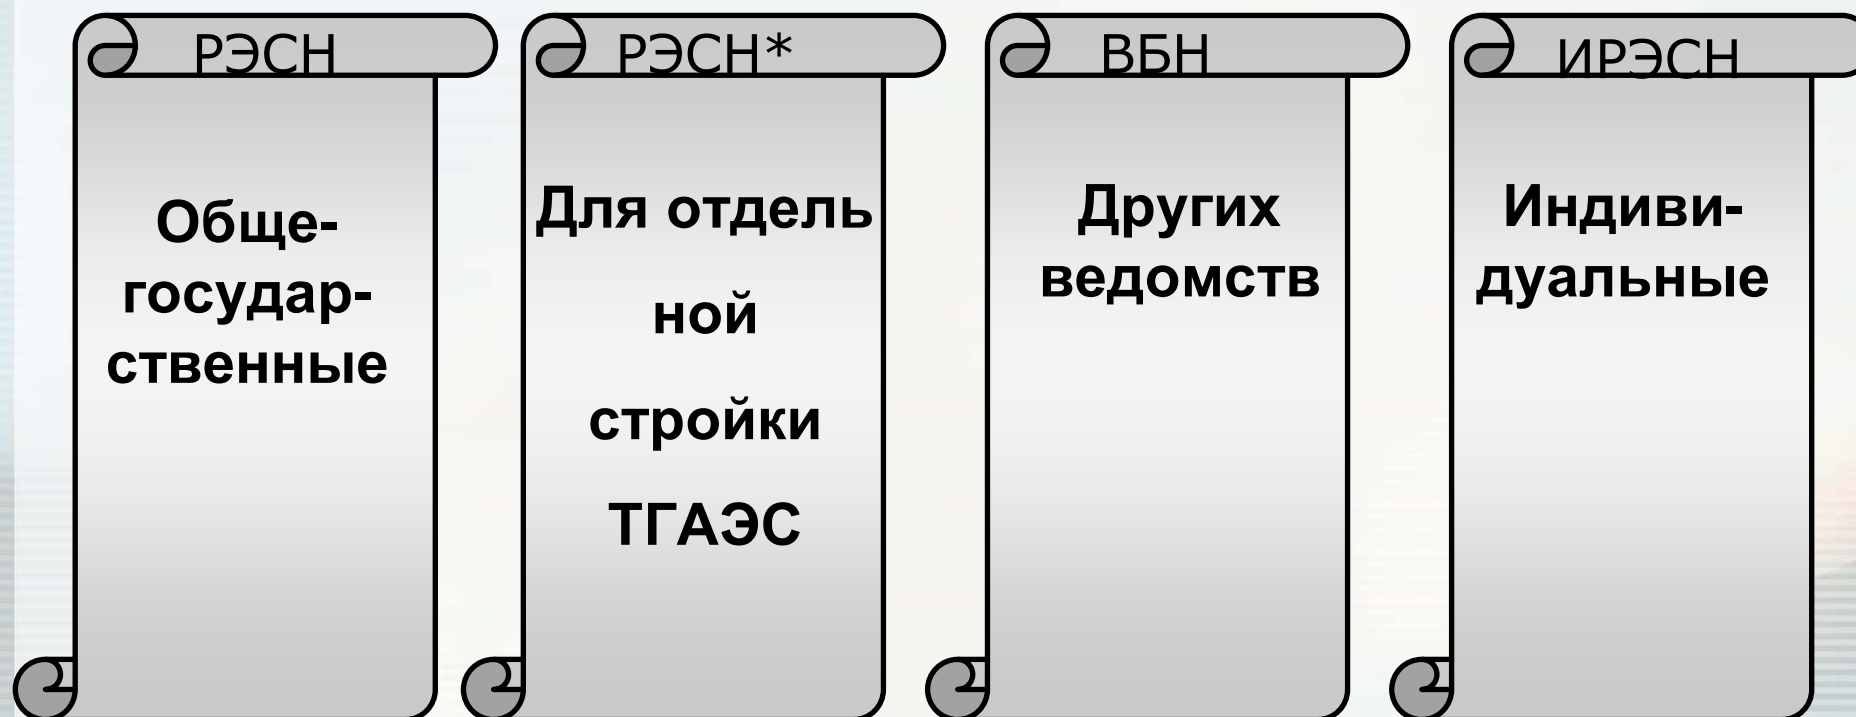 РЭСН
Обще-
государ-
ственные
РЭСН*
Для отдель
ной
стройки
ТГАЭС
ВБН
Других
ведомств
ИРЭСН
Индиви-
дуальные